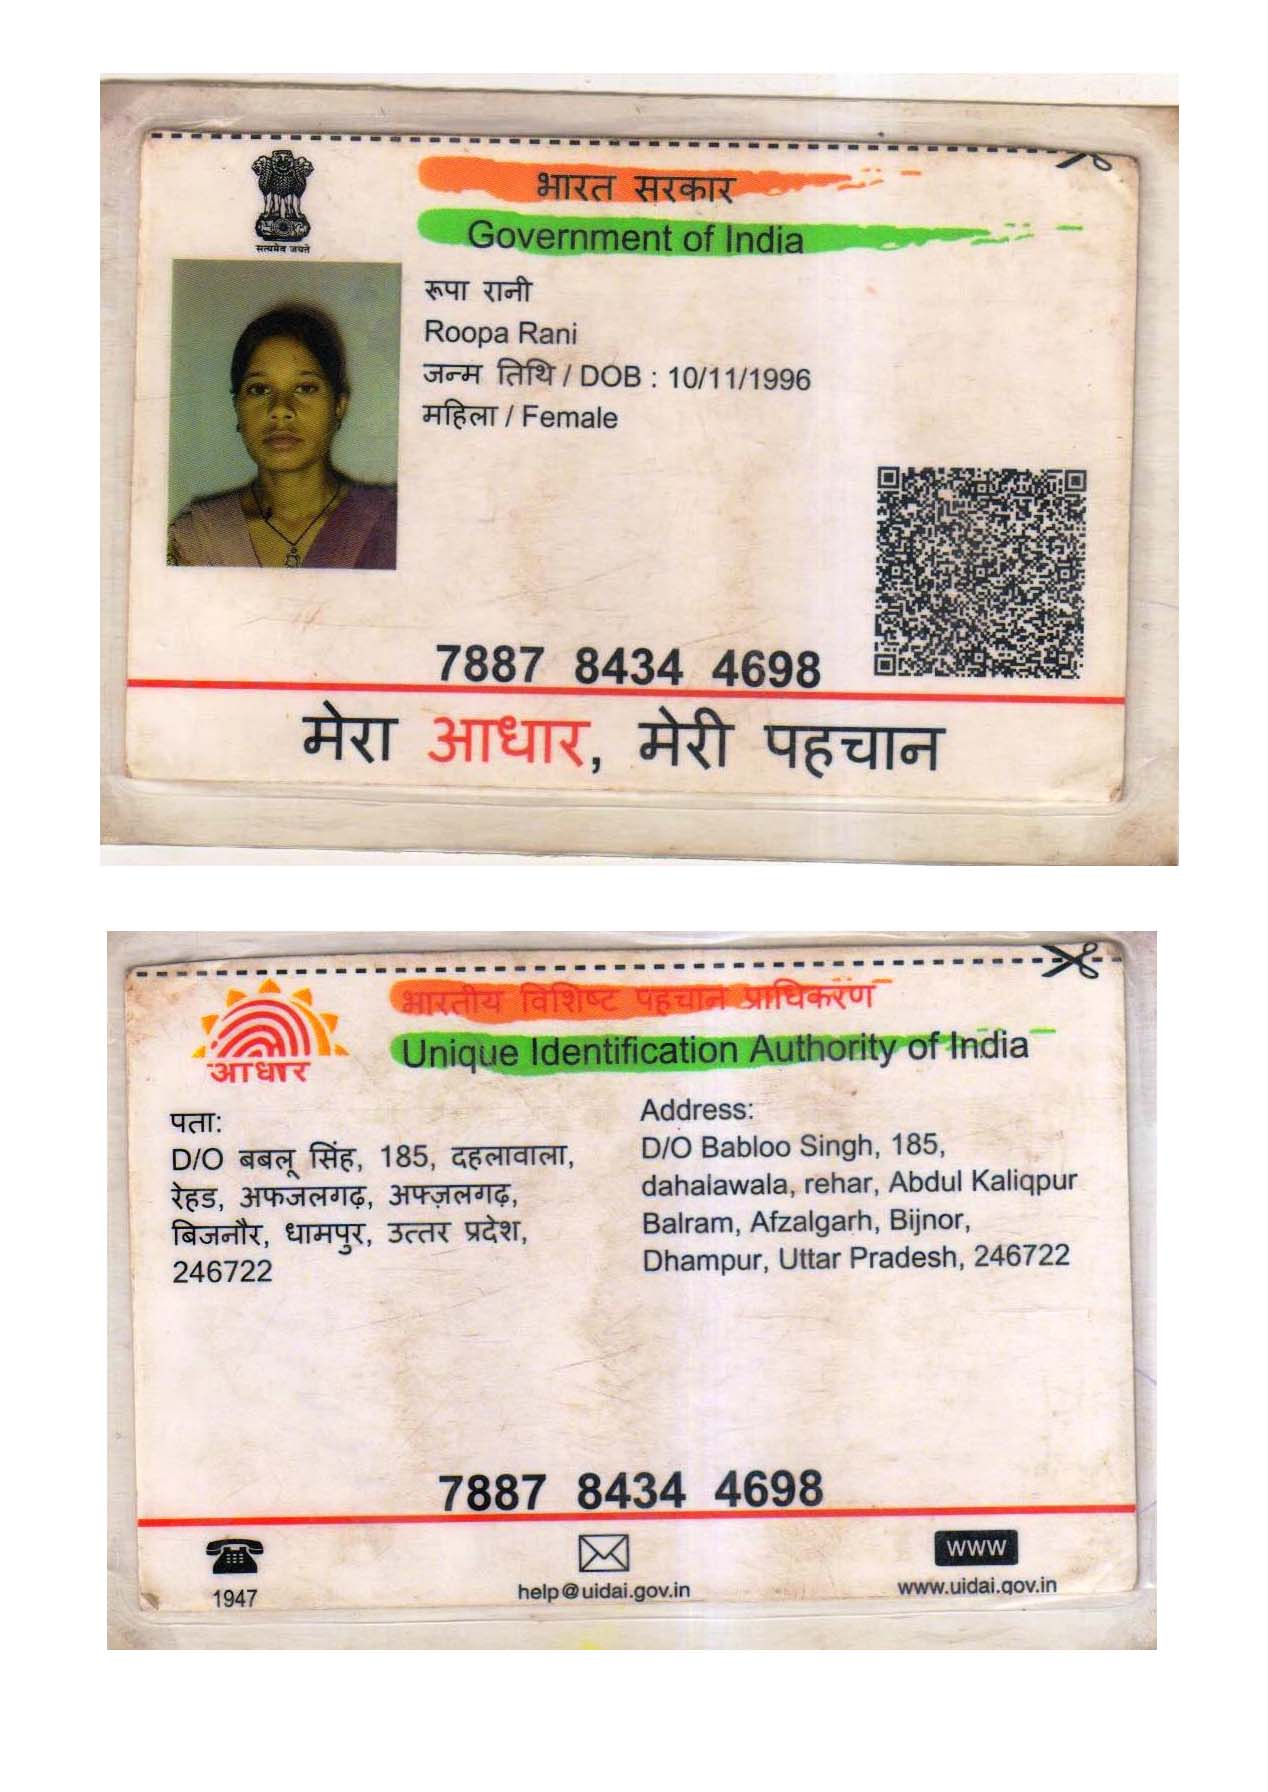 भारत सरकार
Government of India
सत्यमेव जयते
रूपा रानी
Roopa Rani
जन्म तिथि / DOB : 10/11/1996
महिला / Female
7887 8434 4698
मेरा आधार, मेरी पहचान
भारतीय विशिष्ट पहचान प्राधिकरण
Unique Identification Authority of India
आधार
पता:
D/O बबलू सिंह, 185, दहलावाला,
रेहड, अफजलगढ़, अफ्ज़लगढ़,
बिजनौर, धामपुर, उत्तर प्रदेश,
246722
Address:
D/O Babloo Singh, 185,
dahalawala, rehar, Abdul Kaliqpur
Balram, Afzalgarh, Bijnor,
Dhampur, Uttar Pradesh, 246722
7887 8434 4698
1947
help@uidai.gov.in
WWW
www.uidai.gov.in